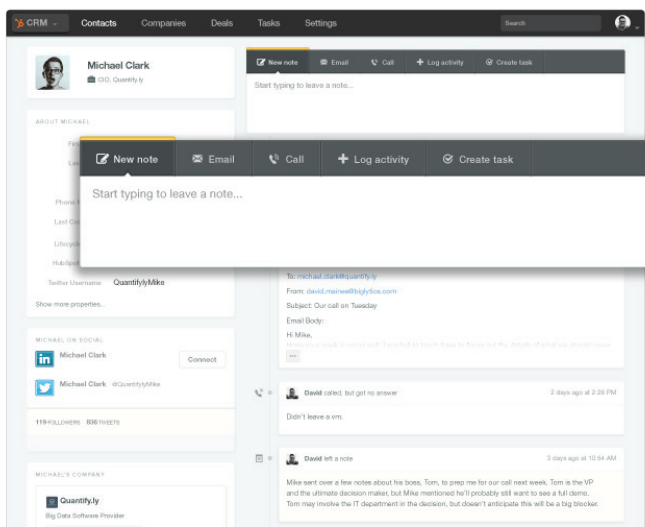 CRM
Contacts
Companies
Deals
Tasks
Settings
Search
Michael Clark
CIO, Quantify.ly
New note
Email
Call
Log activity
Create task
Start typing to leave a note...
ABOUT MICHAEL
New note
Email
Call
Log activity
Create task
Start typing to leave a note...
Phone
Lifecycle
HubSpot
Twitter Username QuantifylyMike
Show more properties...
To: michael.clark@quantify.ly
From: david.mainee@biglytics.com
Subject: Our call on Tuesday
Email Body:
Hi Mike,
MICHAEL ON SOCIAL
Michael Clark
Connect
Michael Clark @QuantifylyMike
119 FOLLOWERS 836 TWEETS
David called, but got no answer
2 days ago at 2:28 PM
Didn't leave a vm.
David left a note
3 days ago at 10:54 AM
Mike sent over a few notes about his boss, Tom, to prep me for our call next week. Tom is the VP
and the ultimate decision maker, but Mike mentioned he'll probably still want to see a full demo.
Tom may involve the IT department in the decision, but doesn't anticipate this will be a big blocker.
MICHAEL'S COMPANY
Quantify.ly
Big Data Software Provider